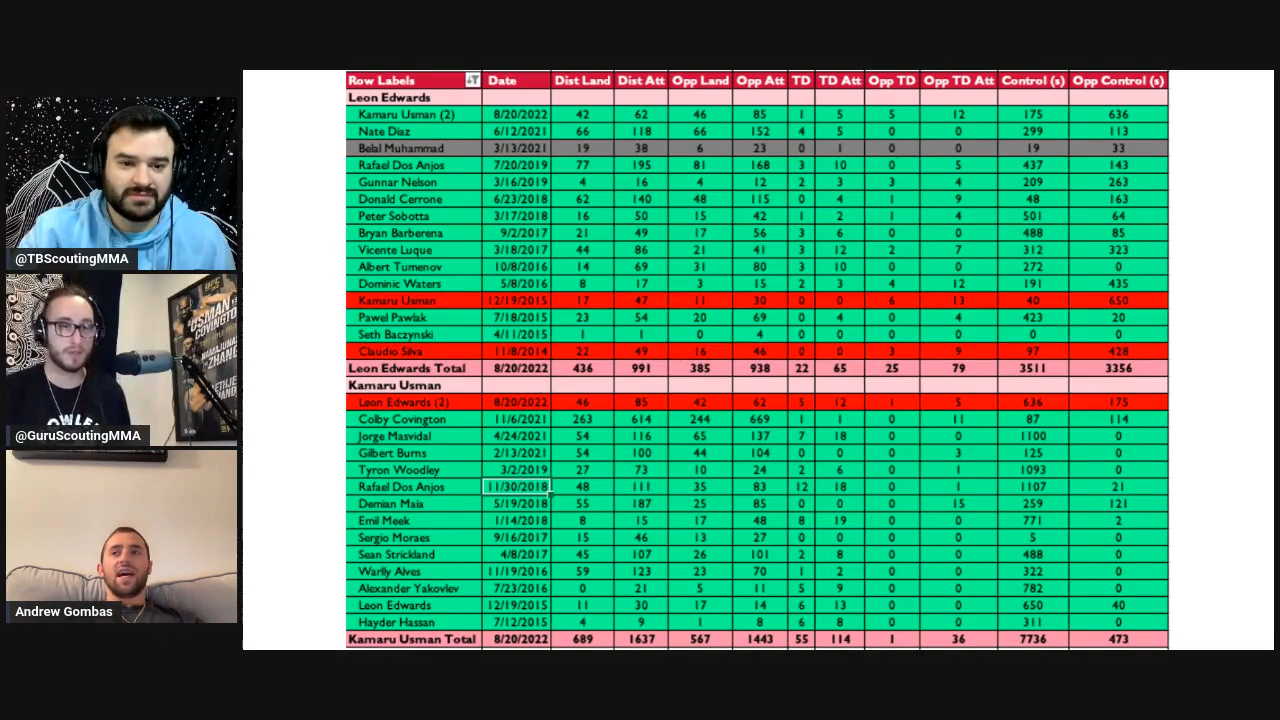 Row Labels Date Dist Land Dist Att Opp Land Opp Att TD TD Att Opp TD Opp TD Att Control (s) Opp Control (s)
Leon Edwards
Kamaru Usman (2) 8/20/2022 42 62 46 85 1 5 5 12 175 636
Nate Diaz 6/12/2021 66 118 66 152 4 5 0 0 299 113
Belal Muhammad 3/13/2021 19 38 6 23 0 1 0 0 19 33
Rafael Dos Anjos 7/20/2019 77 195 81 168 3 10 0 5 437 143
Gunnar Nelson 3/16/2019 4 16 4 12 2 3 3 4 209 263
Donald Cerrone 6/23/2018 62 140 48 115 0 4 1 9 48 163
Peter Sobotta 3/17/2018 16 50 15 42 1 2 1 4 501 64
Bryan Barberena 9/2/2017 21 49 17 56 3 6 0 0 488 85
Vicente Luque 3/18/2017 44 86 21 41 3 12 2 7 312 323
Albert Tumenov 10/8/2016 14 69 31 80 3 10 0 0 272 0
Dominic Waters 5/8/2016 8 17 3 15 2 3 4 12 191 435
Kamaru Usman 12/19/2015 17 47 11 30 0 0 6 13 40 650
Pawel Pawlak 7/18/2015 23 54 20 69 0 4 0 4 423 20
Seth Baczynski 4/11/2015 1 1 0 4 0 0 0 0 0 0
Claudio Silva 11/8/2014 22 49 16 46 0 0 3 9 97 428
Leon Edwards Total 8/20/2022 436 991 385 938 22 65 25 79 3511 3356
Kamaru Usman
Leon Edwards (2) 8/20/2022 46 85 42 62 5 12 1 5 636 175
Colby Covington 11/6/2021 263 614 244 669 1 1 0 11 87 114
Jorge Masvidal 4/24/2021 54 116 65 137 7 18 0 0 1100 0
Gilbert Burns 2/13/2021 54 100 44 104 0 0 0 3 125 0
Tyron Woodley 3/2/2019 27 73 10 24 2 6 0 1 1093 0
Rafael Dos Anjos 11/30/2018 48 111 35 83 12 18 0 1 1107 21
Demian Maia 5/19/2018 55 187 25 85 0 0 0 15 259 121
Emil Meek 1/14/2018 8 15 17 48 8 19 0 0 771 2
Sergio Moraes 9/16/2017 15 46 13 27 0 0 0 0 5 0
Sean Strickland 4/8/2017 45 107 26 101 2 8 0 0 488 0
Warlly Alves 11/19/2016 59 123 23 70 1 2 0 0 322 0
Alexander Yakovlev 7/23/2016 0 21 5 11 5 9 0 0 782 0
Leon Edwards 12/19/2015 11 30 17 14 6 13 0 0 650 40
Hayder Hassan 7/12/2015 4 9 1 8 6 8 0 0 311 0
Kamaru Usman Total 8/20/2022 689 1637 567 1443 55 114 1 36 7736 473
@TBScoutingMMA
USMAN
COVINGTON
@GuruScoutingMMA
Andrew Gombas